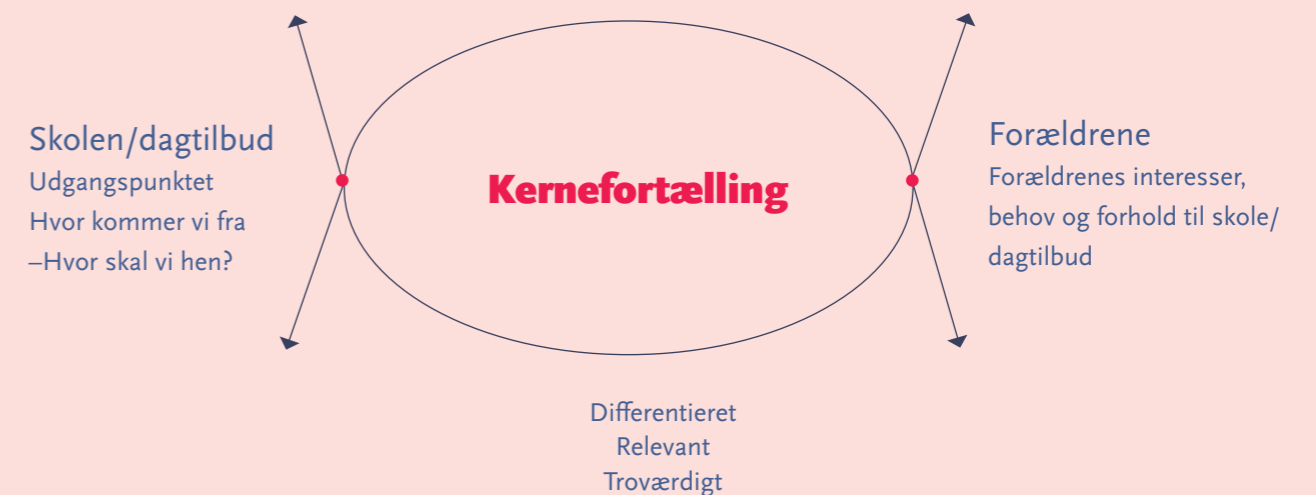 Skolen/dagtilbud
Udgangspunktet
Hvor kommer vi fra
–Hvor skal vi hen?
Kernefortælling
Forældrene
Forældrenes interesser,
behov og forhold til skole/
dagtilbud
Differentieret
Relevant
Troværdigt